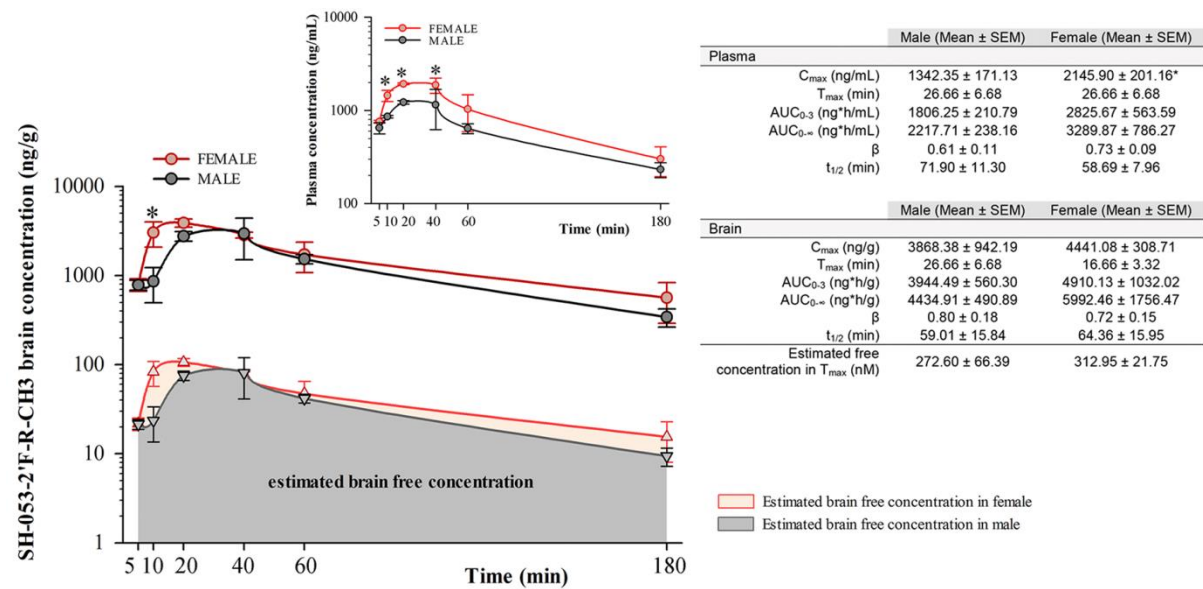 SH-053-2'F-R-CH3 brain concentration (ng/g)
FEMALE
MALE
10000
1000
100
10
1
*
estimated brain free concentration
5 10 20 40 60 180
Time (min)
Plasma concentration (ng/mL)
FEMALE
MALE
10000
1000
100
* * *
5 10 20 40 60 180
Time (min)
Male (Mean ± SEM) Female (Mean ± SEM)
Plasma
Cmax (ng/mL) 1342.35 ± 171.13 2145.90 ± 201.16*
Tmax (min) 26.66 ± 6.68 26.66 ± 6.68
AUC0-3 (ng*h/mL) 1806.25 ± 210.79 2825.67 ± 563.59
AUC0-∞ (ng*h/mL) 2217.71 ± 238.16 3289.87 ± 786.27
β 0.61 ± 0.11 0.73 ± 0.09
t1/2 (min) 71.90 ± 11.30 58.69 ± 7.96
Male (Mean ± SEM) Female (Mean ± SEM)
Brain
Cmax (ng/g) 3868.38 ± 942.19 4441.08 ± 308.71
Tmax (min) 26.66 ± 6.68 16.66 ± 3.32
AUC0-3 (ng*h/g) 3944.49 ± 560.30 4910.13 ± 1032.02
AUC0-∞ (ng*h/g) 4434.91 ± 490.89 5992.46 ± 1756.47
β 0.80 ± 0.18 0.72 ± 0.15
t1/2 (min) 59.01 ± 15.84 64.36 ± 15.95
Estimated free
concentration in Tmax (nM) 272.60 ± 66.39 312.95 ± 21.75
Estimated brain free concentration in female
Estimated brain free concentration in male